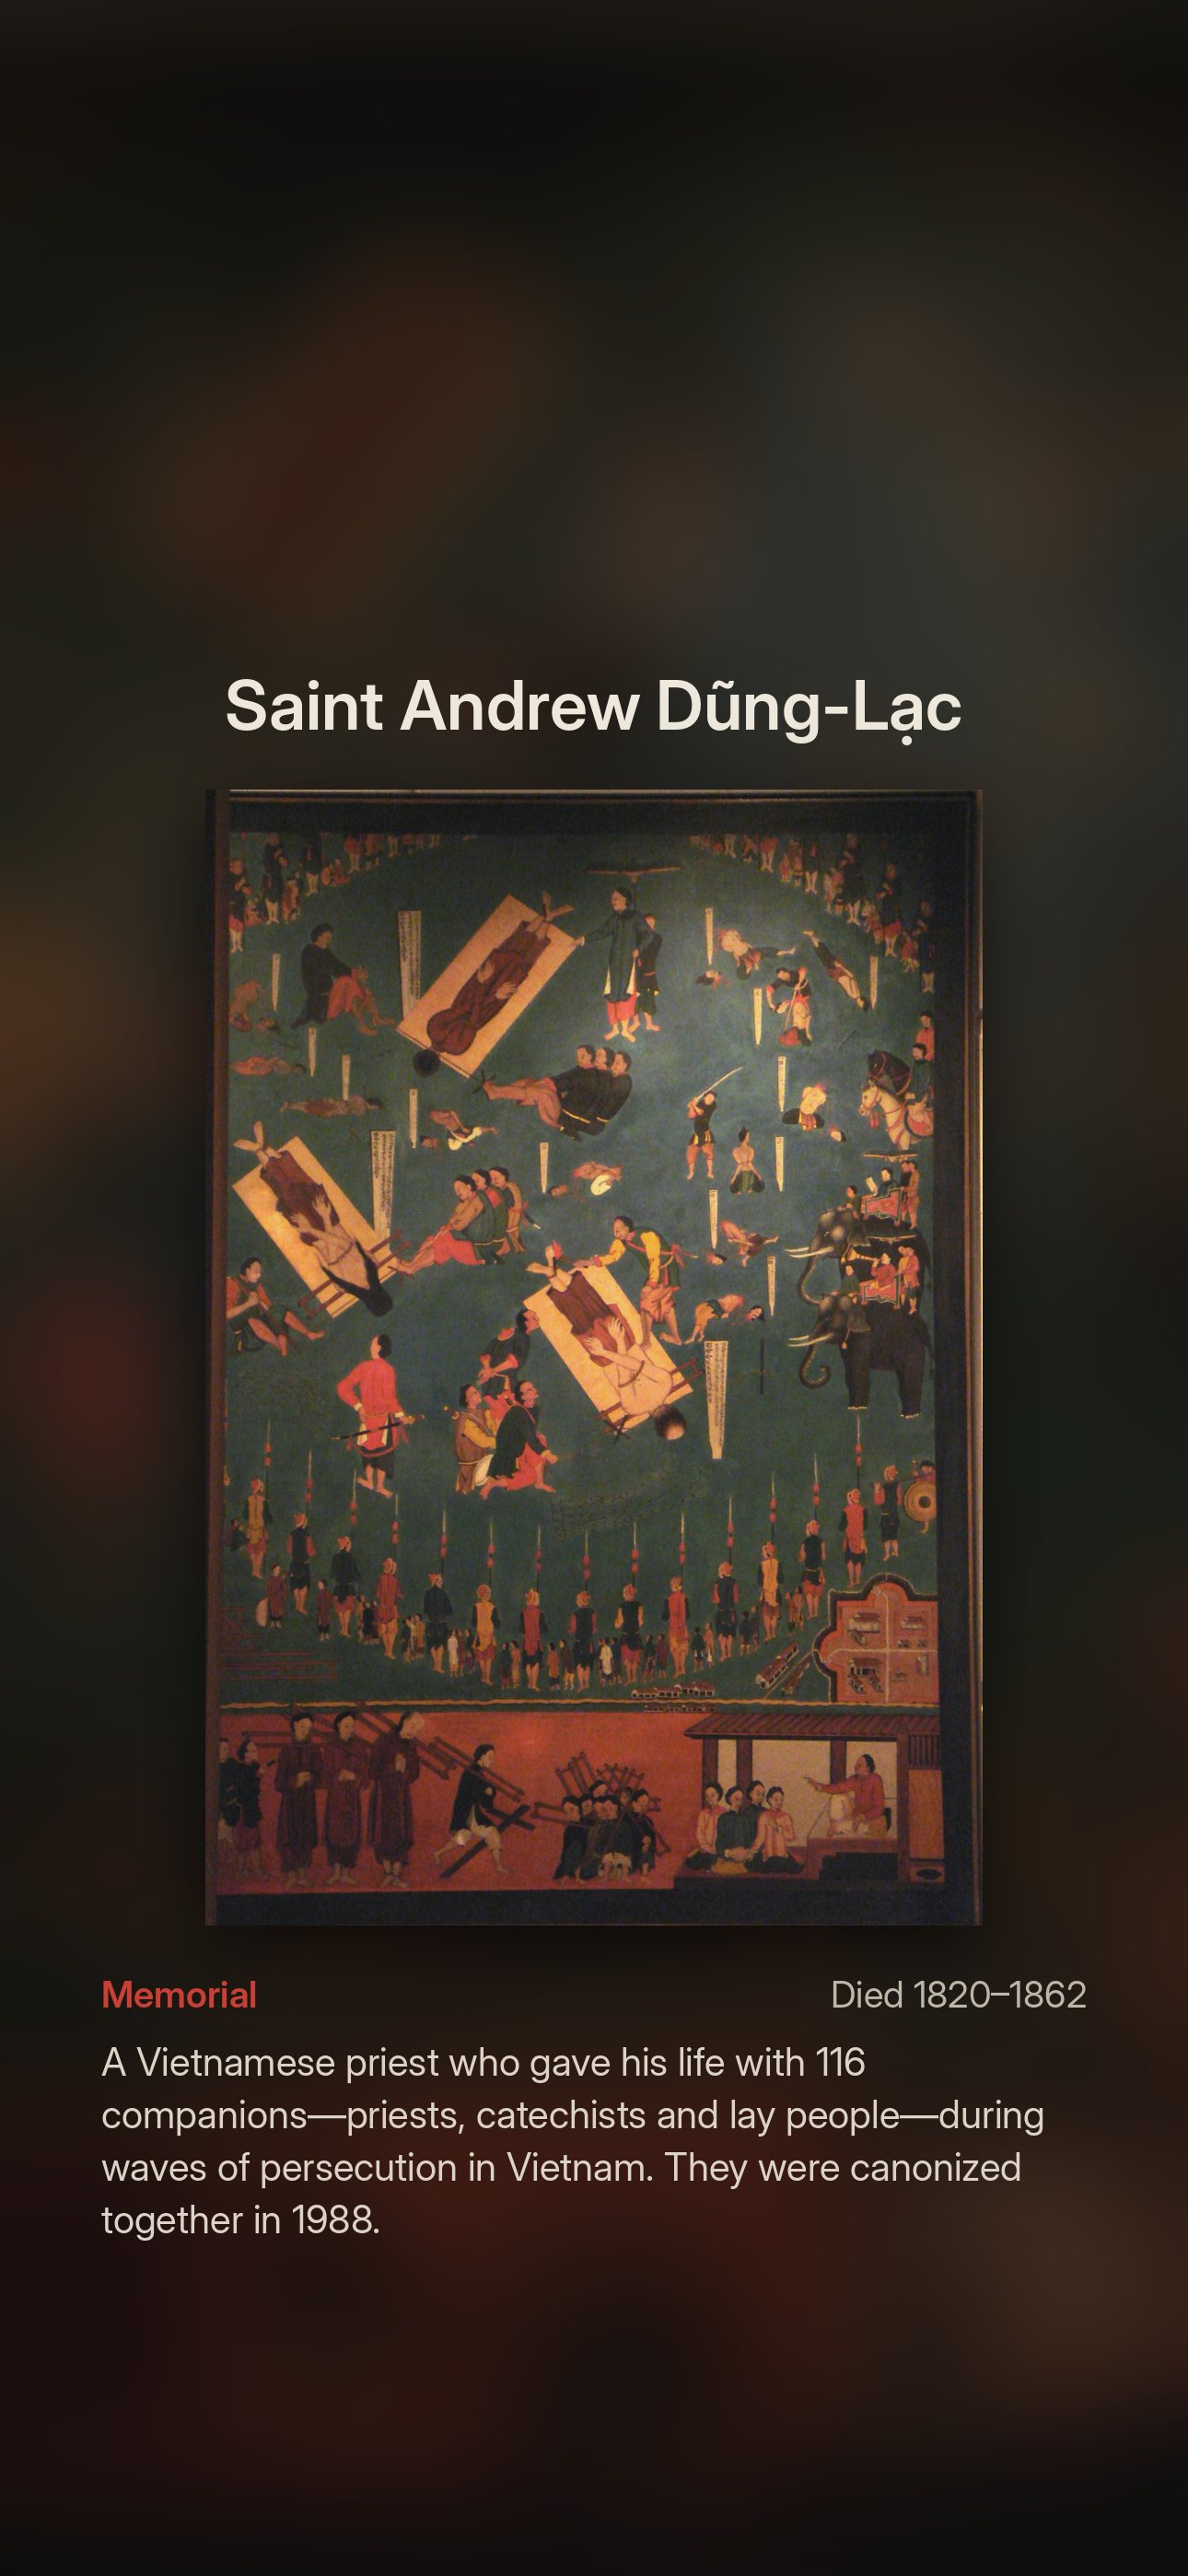 Saint Andrew Dũng-Lạc
Memorial
Died 1820–1862
A Vietnamese priest who gave his life with 116
companions—priests, catechists and lay people—during
waves of persecution in Vietnam. They were canonized
together in 1988.